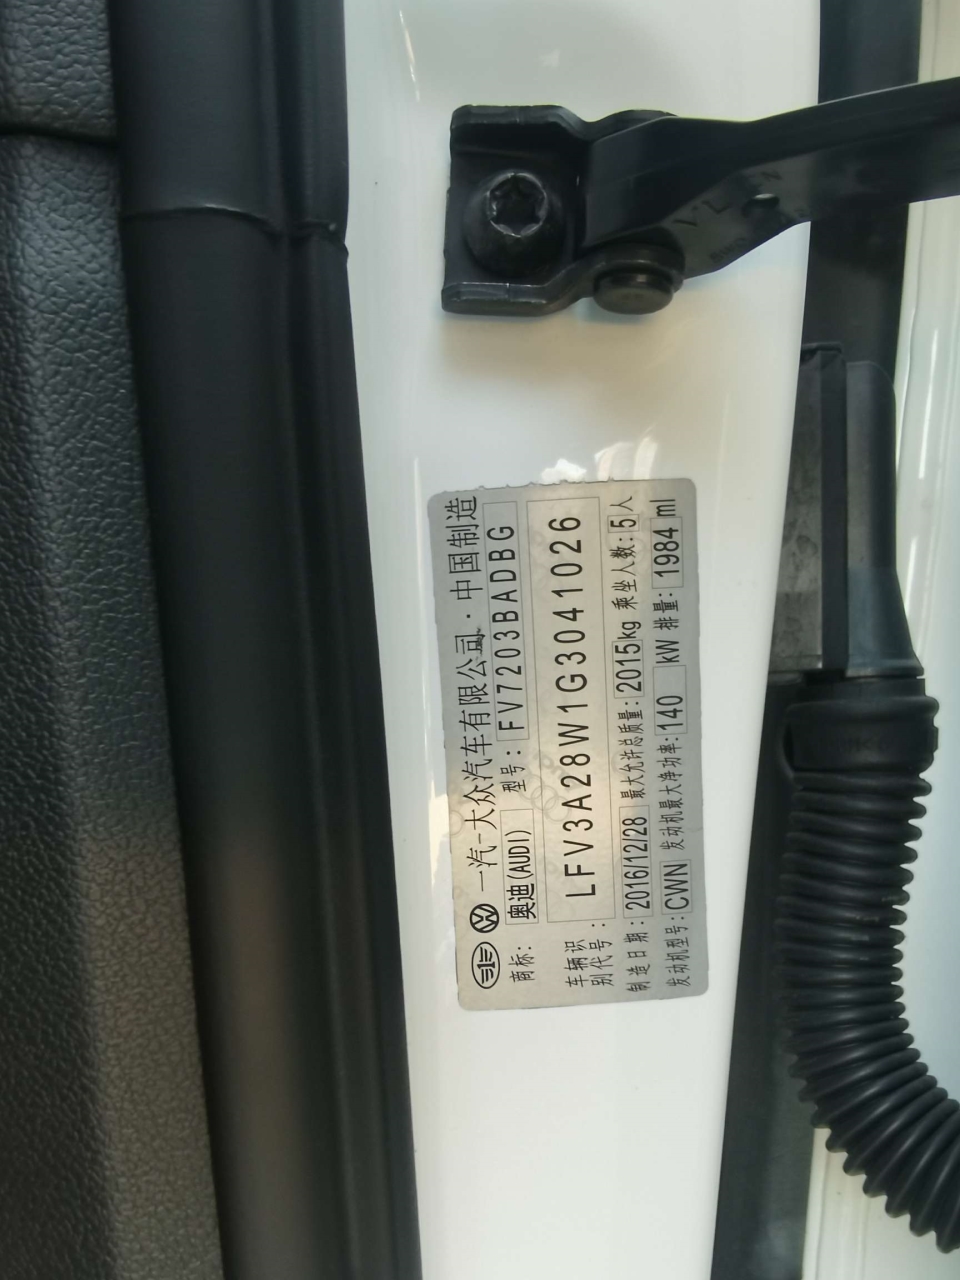 一汽-大众汽车有限公司·中国制造
商标: 奥迪(AUDI) 型号: FV7203BADBG
车辆识别代号: LFV3A28W1G3041026
制造日期: 2016/12/28 最大允许总质量: 2015kg 乘坐人数: 5人
发动机型号: CWN 发动机最大净功率: 140 kW 排量: 1984 ml